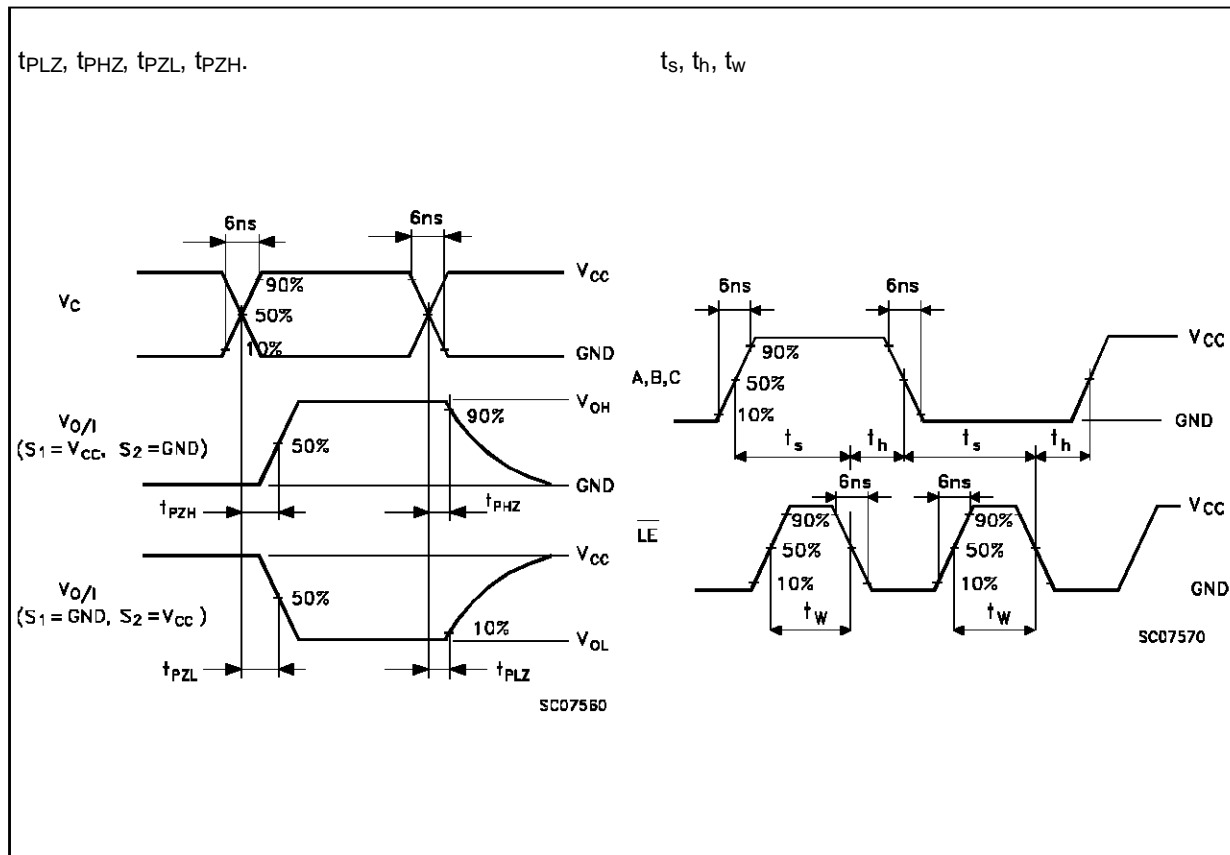 tPLZ, tPHZ, tPZL, tPZH.
ts, th, tw
6ns
6ns
VC
VCC
90%
50%
10%
GND
VO/I
(S1 = VCC, S2 = GND)
VOH
90%
50%
GND
tPZH
tPHZ
VO/I
(S1 = GND, S2 = VCC)
VCC
50%
10%
VOL
tPZL
tPLZ
SC07560
6ns
6ns
A,B,C
VCC
90%
50%
10%
GND
ts
th
ts
th
6ns
6ns
LE
VCC
90%
90%
50%
50%
10%
10%
GND
tW
tW
SC07570